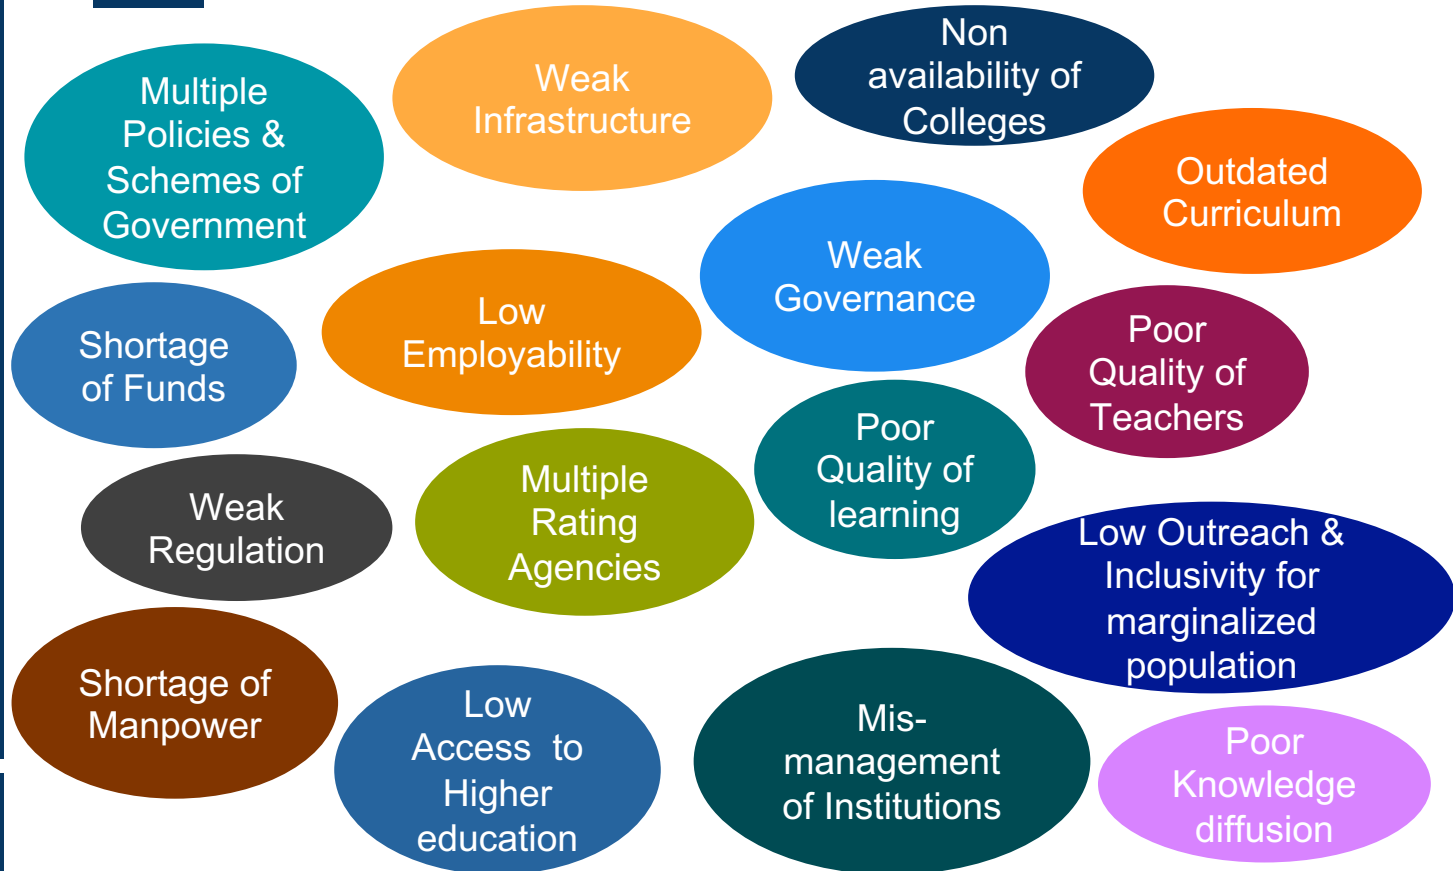 Multiple
Policies &
Schemes of
Government
Weak
Infrastructure
Non
availability of
Colleges
Outdated
Curriculum
Weak
Governance
Low
Employability
Shortage
of Funds
Poor
Quality of
Teachers
Poor
Quality of
learning
Multiple
Rating
Agencies
Weak
Regulation
Low Outreach &
Inclusivity for
marginalized
population
Shortage of
Manpower
Low
Access to
Higher
education
Mis-
management
of Institutions
Poor
Knowledge
diffusion